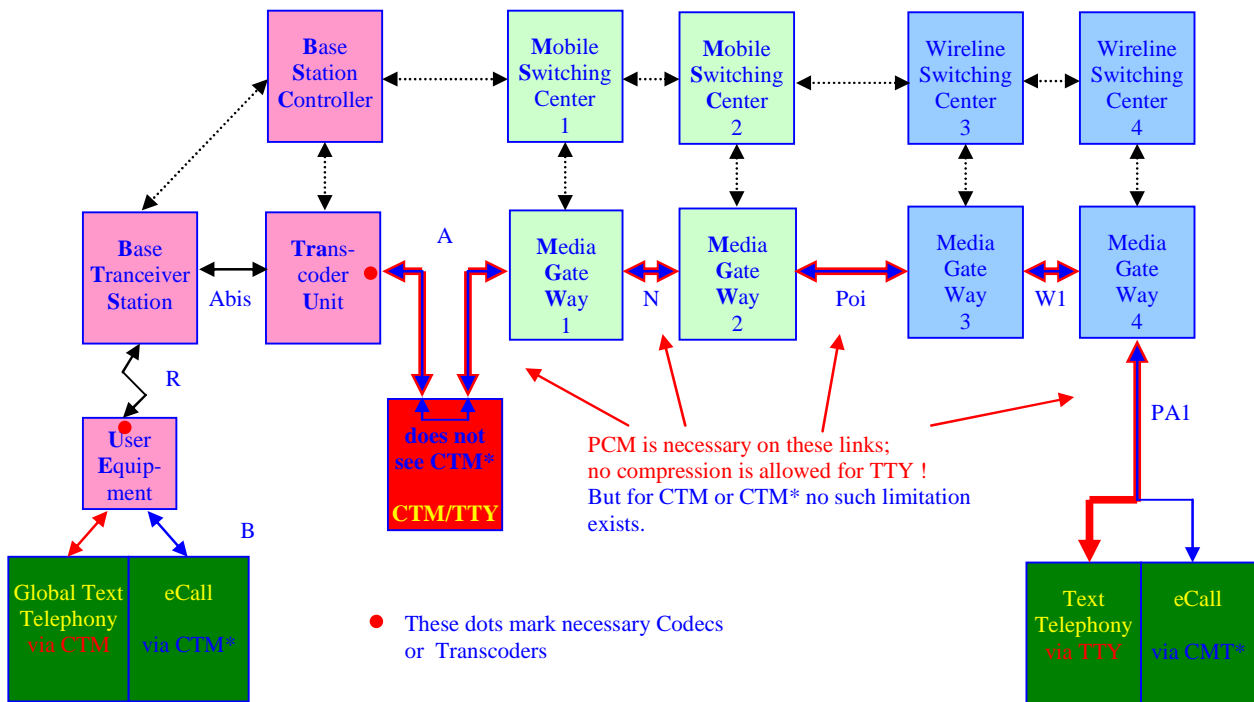 Base
Station
Controller
Mobile
Switching
Center
1
Mobile
Switching
Center
2
Wireline
Switching
Center
3
Wireline
Switching
Center
4
Base
Tranceiver
Station
Abis
Trans-
coder
Unit
A
Media
Gate
Way
1
N
Media
Gate
Way
2
Poi
Media
Gate
Way
3
W1
Media
Gate
Way
4
R
PA1
User
Equip-
ment
B
does not
see CTM*
CTM/TTY
PCM is necessary on these links;
no compression is allowed for TTY !
But for CTM or CTM* no such limitation
exists.
Global Text
Telephony
via CTM
eCall
via CTM*
These dots mark necessary Codecs
or Transcoders
Text
Telephony
via TTY
eCall
via CMT*